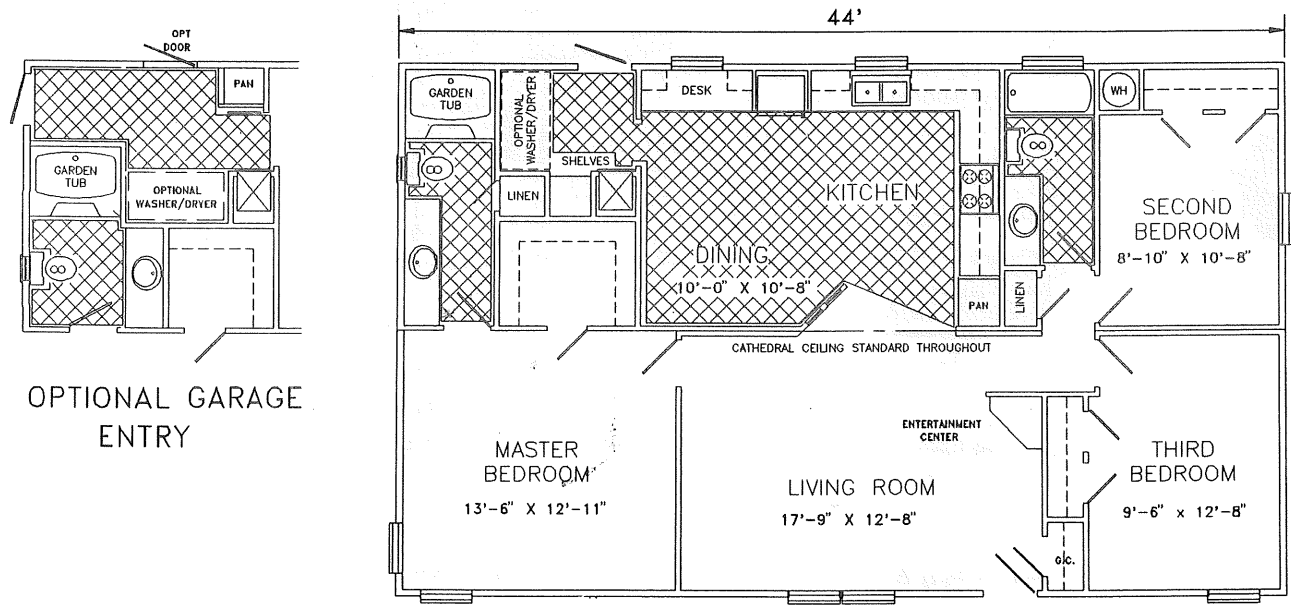 44'
OPT
DOOR
PAN
GARDEN
TUB
OPTIONAL
WASHER/DRYER
OPTIONAL GARAGE
ENTRY
GARDEN
TUB
OPTIONAL
WASHER/DRYER
SHELVES
LINEN
DESK
KITCHEN
DINING
10'-0" X 10'-8"
PAN
LINEN
WH
SECOND
BEDROOM
8'-10" X 10'-8"
CATHEDRAL CEILING STANDARD THROUGHOUT
MASTER
BEDROOM
13'-6" X 12'-11"
ENTERTAINMENT
CENTER
LIVING ROOM
17'-9" X 12'-8"
THIRD
BEDROOM
9'-6" x 12'-8"
G.C.